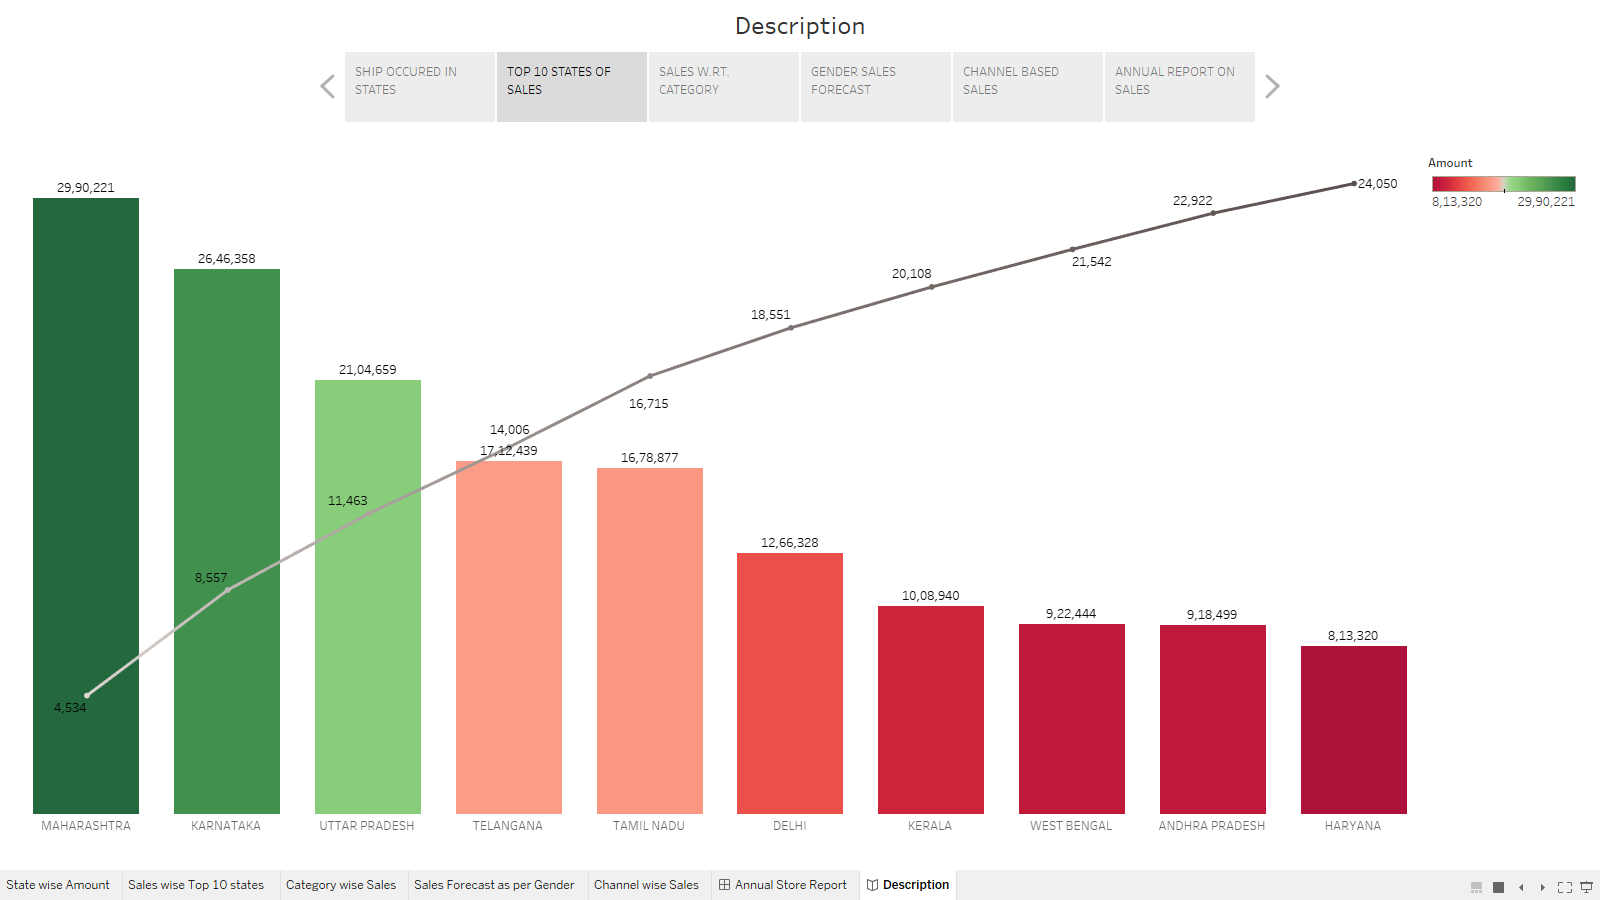 Description
SHIP OCCURED IN
STATES
TOP 10 STATES OF
SALES
SALES W.RT.
CATEGORY
GENDER SALES
FORECAST
CHANNEL BASED
SALES
ANNUAL REPORT ON
SALES
Amount
8,13,320
29,90,221
29,90,221
26,46,358
21,04,659
17,12,439
16,78,877
12,66,328
10,08,940
9,22,444
9,18,499
8,13,320
4,534
8,557
11,463
14,006
16,715
18,551
20,108
21,542
22,922
24,050
MAHARASHTRA
KARNATAKA
UTTAR PRADESH
TELANGANA
TAMIL NADU
DELHI
KERALA
WEST BENGAL
ANDHRA PRADESH
HARYANA
State wise Amount
Sales wise Top 10 states
Category wise Sales
Sales Forecast as per Gender
Channel wise Sales
Annual Store Report
Description